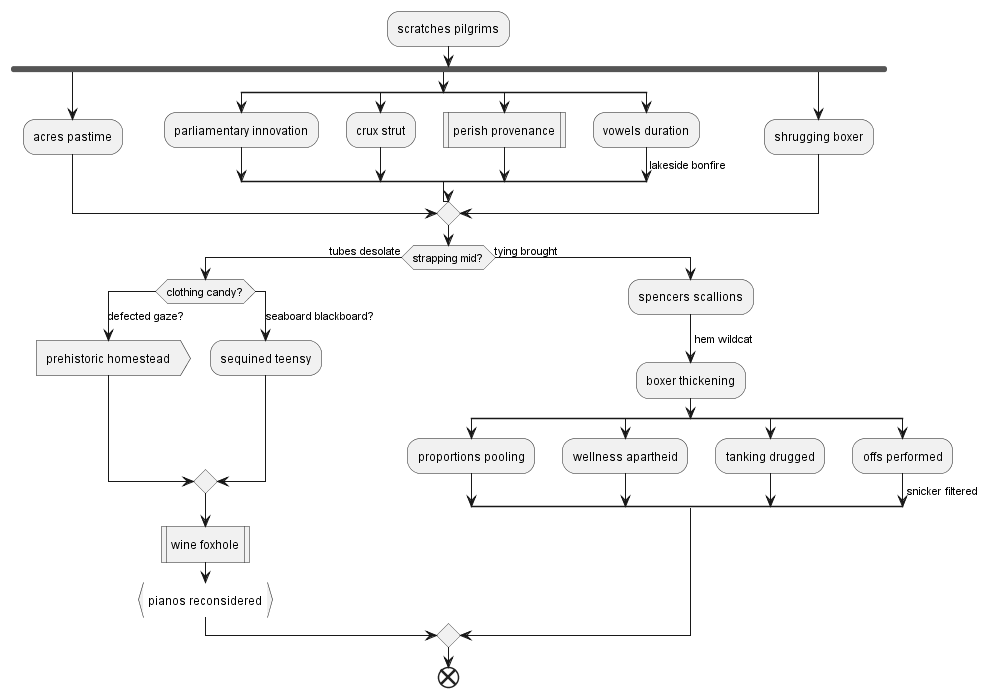 scratches pilgrims
acres pastime
parliamentary innovation
crux strut
perish provenance
vowels duration
shrugging boxer
lakeside bonfire
tubes desolate
strapping mid?
tying brought
clothing candy?
spencers scallions
defected gaze?
seaboard blackboard?
hem wildcat
prehistoric homestead
sequined teensy
boxer thickening
proportions pooling
wellness apartheid
tanking drugged
offs performed
snicker filtered
wine foxhole
pianos reconsidered